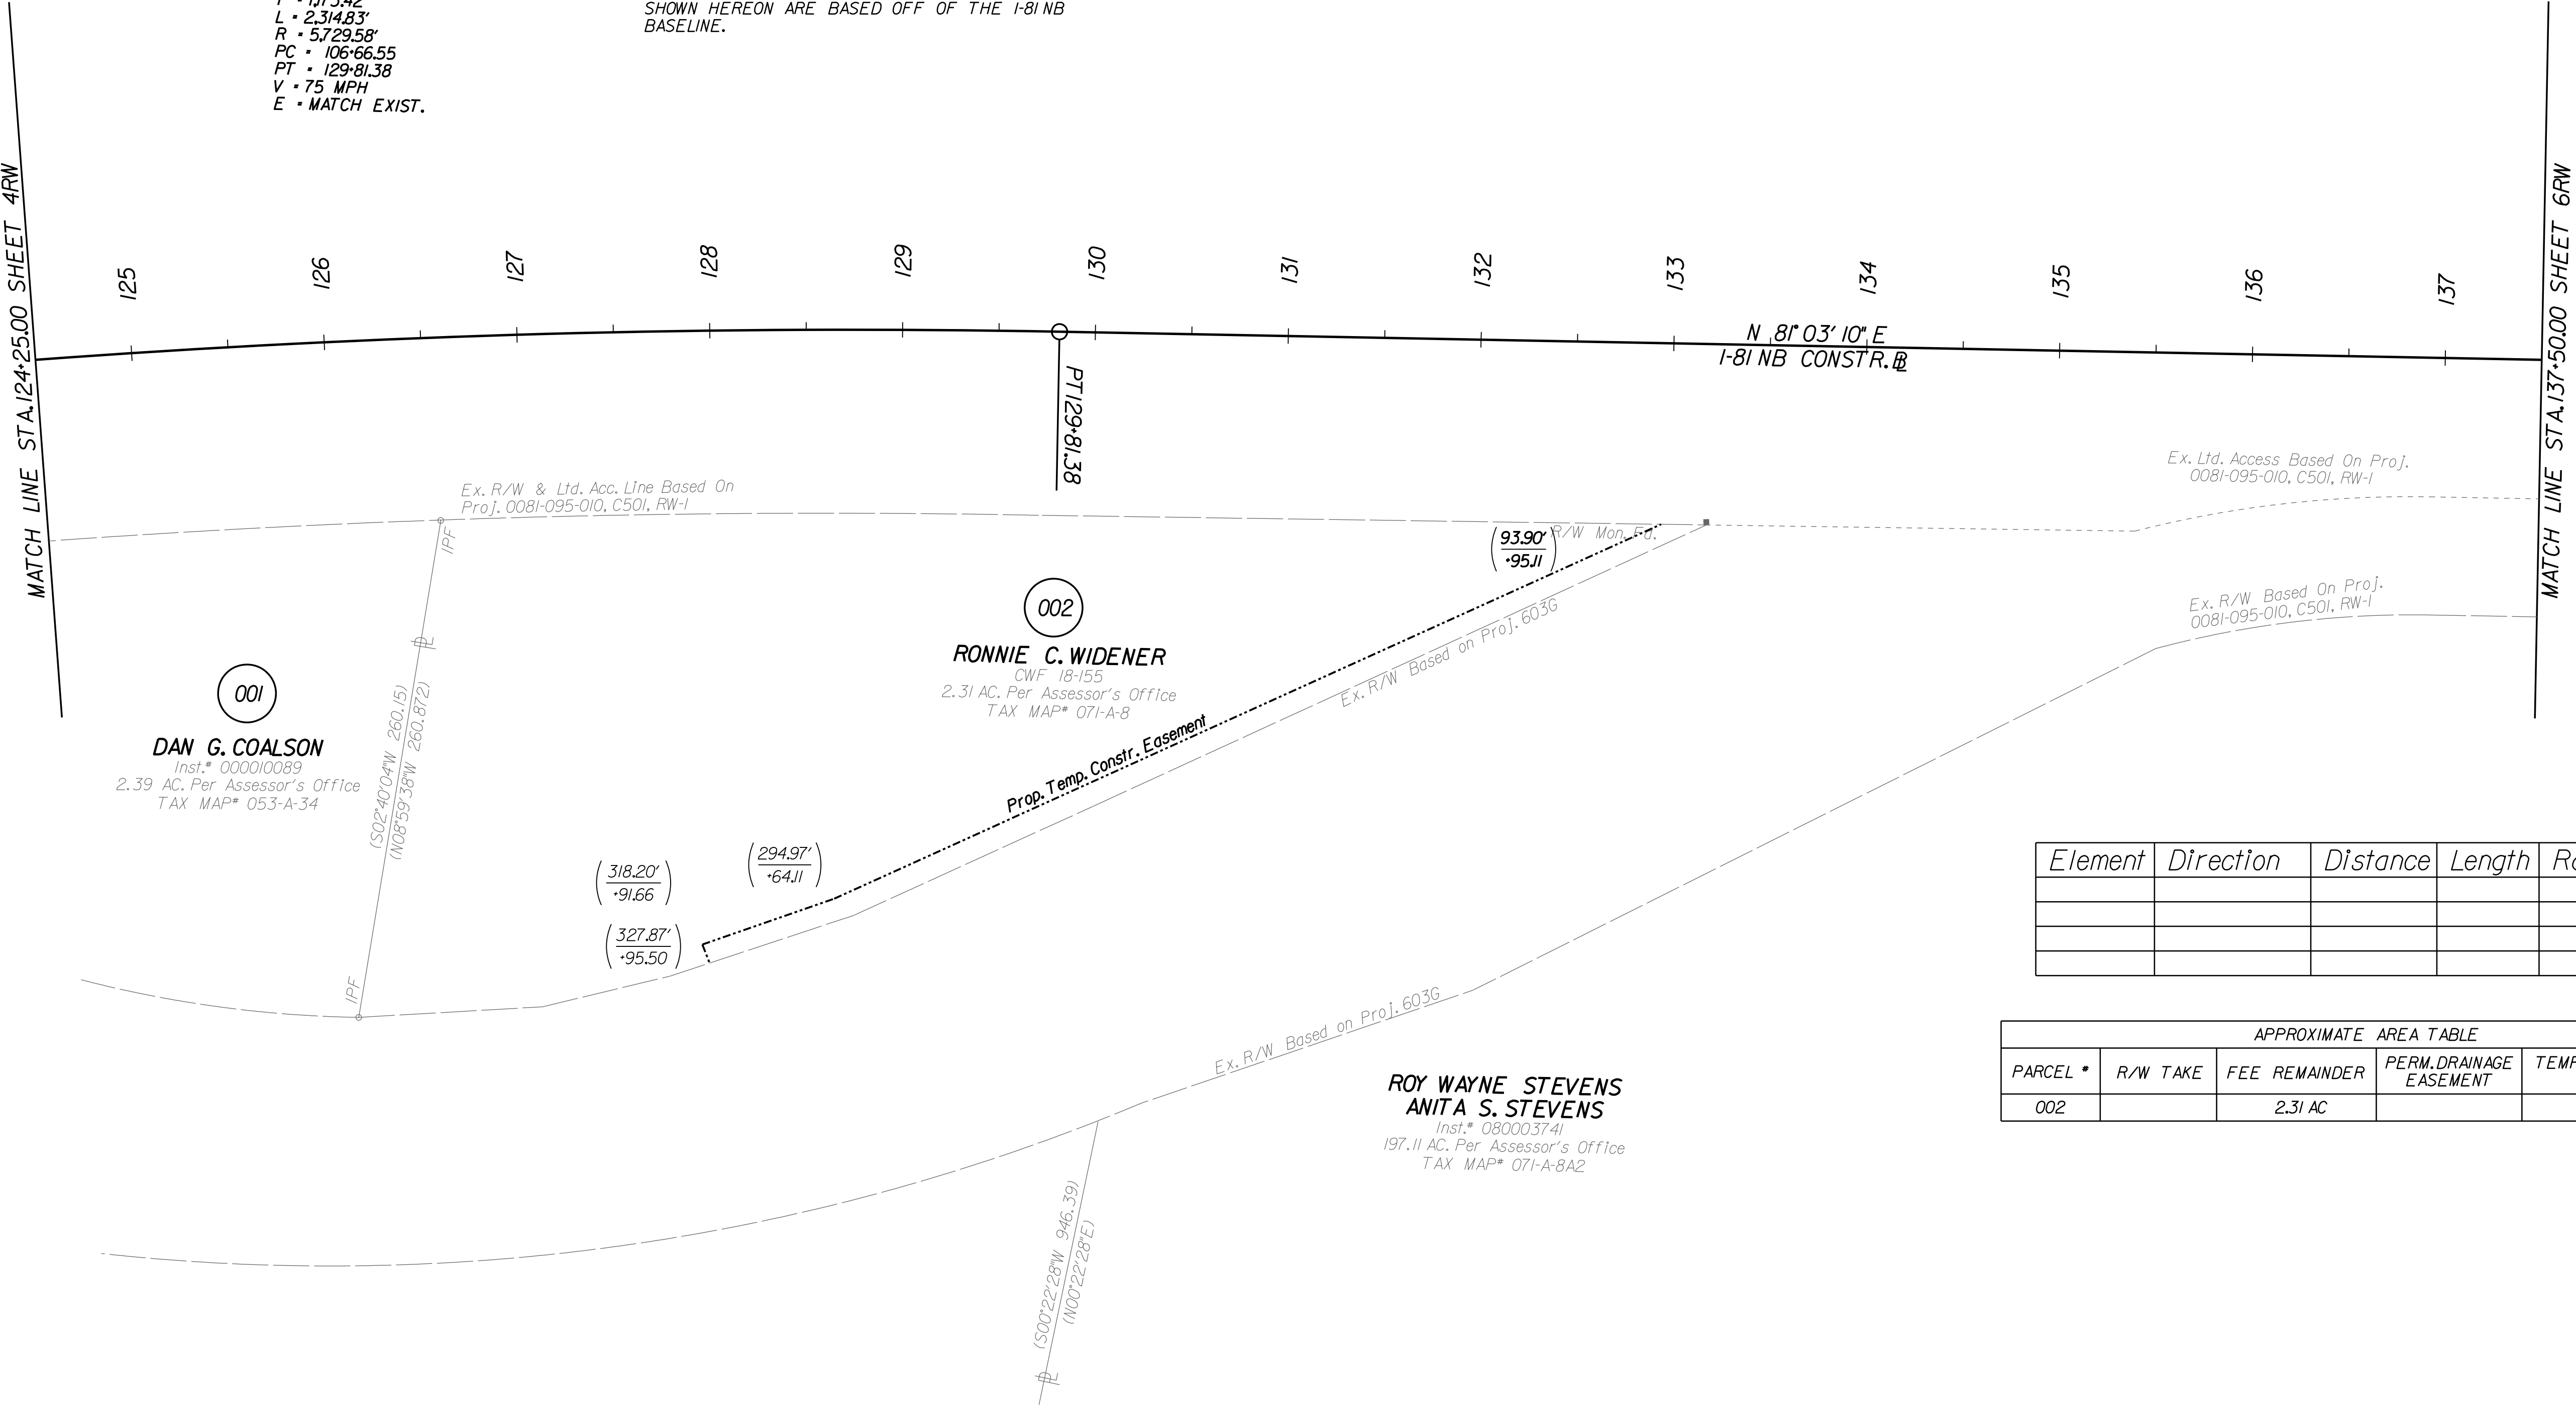 L = 2,314.83'
R = 5,729.58'
PC = 106+66.55
PT = 129+81.38
V = 75 MPH
E = MATCH EXIST.
SHOWN HEREON ARE BASED OFF OF THE I-81 NB
BASELINE.
MATCH LINE STA. 124+25.00 SHEET 4RW
125
126
127
128
129
130
131
132
133
134
135
136
137
N 81° 03' 10" E
I-81 NB CONSTR. BL
PT 129+81.38
MATCH LINE STA. 137+50.00 SHEET 6RW
Ex. R/W & Ltd. Acc. Line Based On
Proj. 0081-095-010, C501, RW-1
Ex. Ltd. Access Based On Proj.
0081-095-010, C501, RW-1
IPF
R/W Mon. Fd.
93.90'
+95.11
002
RONNIE C. WIDENER
CWF 18-155
2.31 AC. Per Assessor's Office
TAX MAP# 071-A-8
Ex. R/W Based On Proj.
0081-095-010, C501, RW-1
Ex. R/W Based on Proj. 603G
PL
001
DAN G. COALSON
Inst.# 000010089
2.39 AC. Per Assessor's Office
TAX MAP# 053-A-34
(S02°40'04"W 260.15)
(N08°59'38"W 260.872)
Prop. Temp. Constr. Easement
294.97'
+64.11
318.20'
+91.66
327.87'
+95.50
IPF
Element Direction Distance Length
Ex. R/W Based on Proj. 603G
APPROXIMATE AREA TABLE
PARCEL # R/W TAKE FEE REMAINDER PERM. DRAINAGE
EASEMENT
002 2.31 AC
ROY WAYNE STEVENS
ANITA S. STEVENS
Inst.# 080003741
197.11 AC. Per Assessor's Office
TAX MAP# 071-A-8A2
(S00°22'28"W 946.39)
(N00°22'28"E)
PL